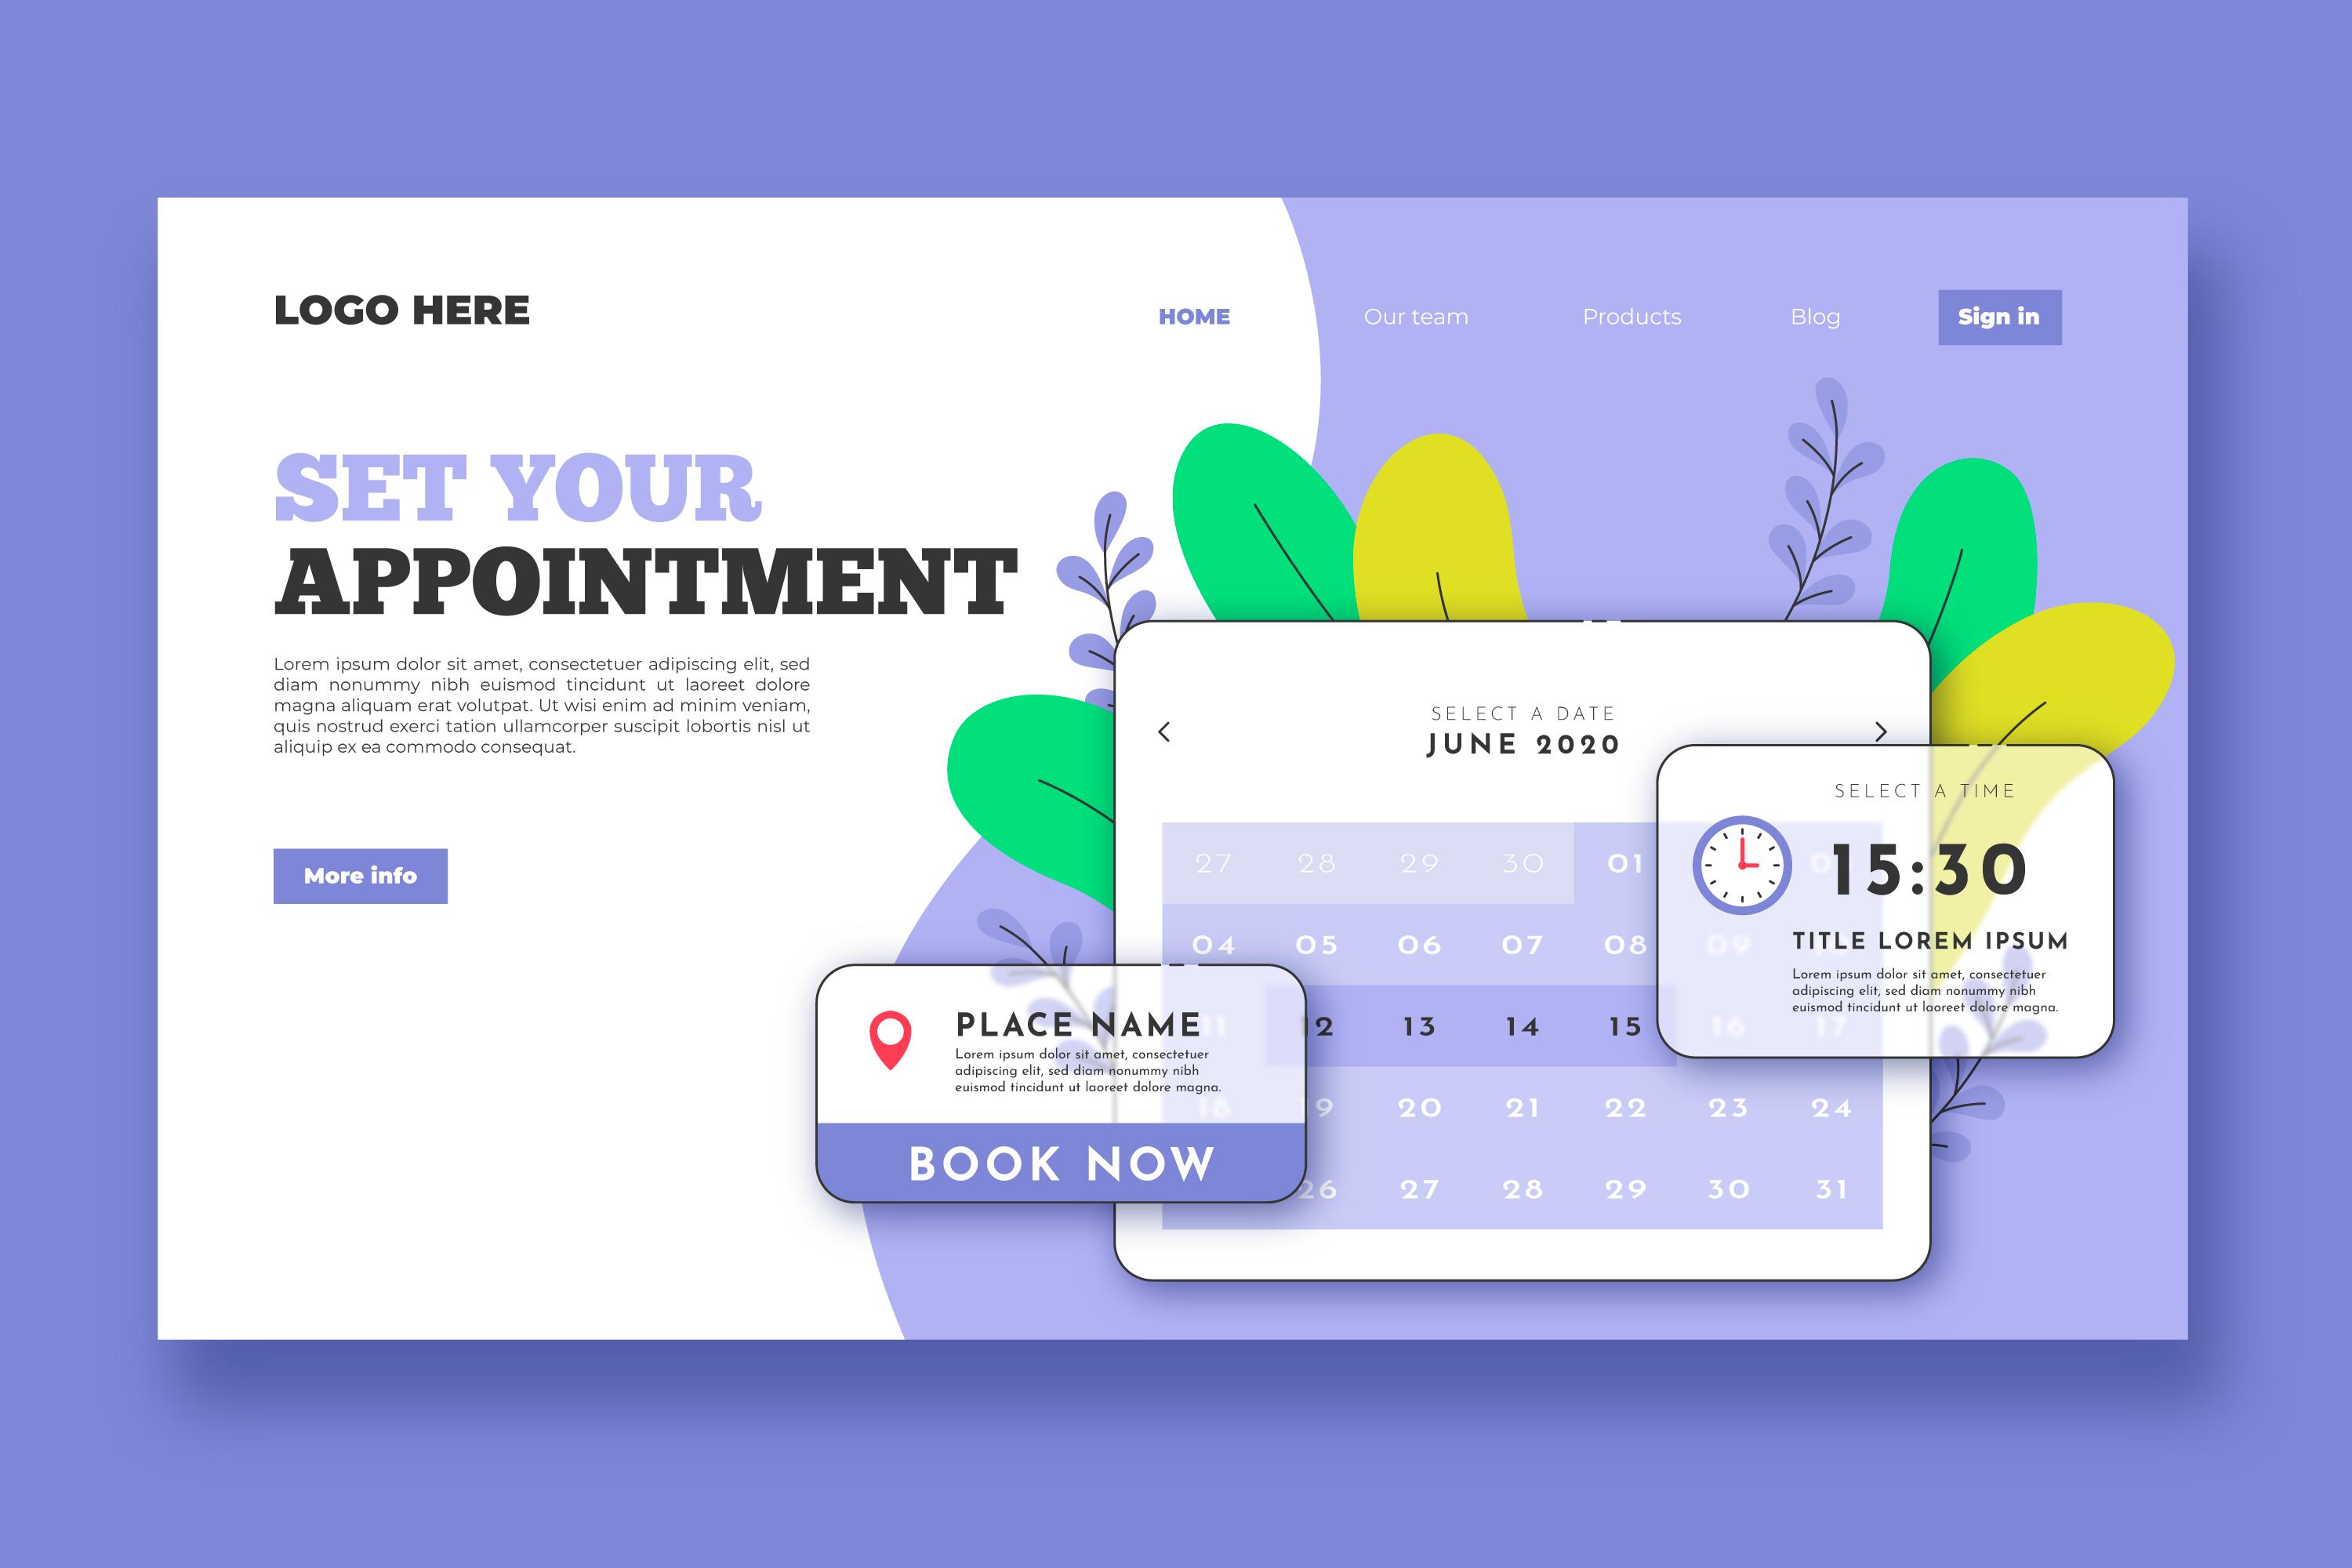 LOGO HERE
HOME Our team Products Blog Sign in
SET YOUR
APPOINTMENT
Lorem ipsum dolor sit amet, consectetuer adipiscing elit, sed
diam nonummy nibh euismod tincidunt ut laoreet dolore
magna aliquam erat volutpat. Ut wisi enim ad minim veniam,
quis nostrud exerci tation ullamcorper suscipit lobortis nisl ut
aliquip ex ea commodo consequat.
More info
SELECT A DATE
JUNE 2020
27 28 29 30 01
04 05 06 07 08 09
11 12 13 14 15 16 17
18 19 20 21 22 23 24
26 27 28 29 30 31
SELECT A TIME
15:30
TITLE LOREM IPSUM
Lorem ipsum dolor sit amet, consectetuer
adipiscing elit, sed diam nonummy nibh
euismod tincidunt ut laoreet dolore magna.
PLACE NAME
Lorem ipsum dolor sit amet, consectetuer
adipiscing elit, sed diam nonummy nibh
euismod tincidunt ut laoreet dolore magna.
BOOK NOW